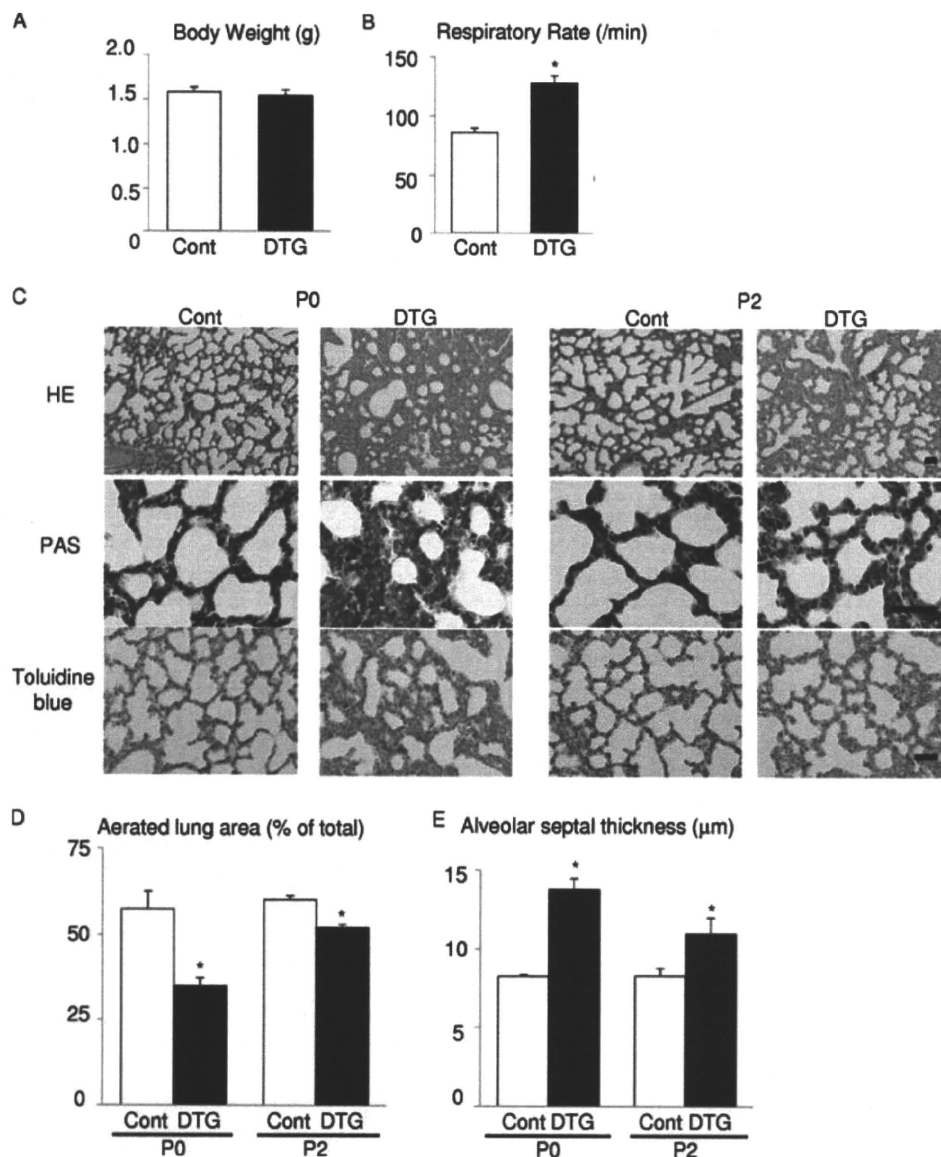 A
Body Weight (g)
2.0
1.5
1.0
0.5
0
Cont DTG
B
Respiratory Rate (/min)
150
100
50
0
Cont DTG
*
C
P0 P2
Cont DTG Cont DTG
HE
PAS
Toluidine
blue
D
Aerated lung area (% of total)
75
50
25
0
* *
Cont DTG Cont DTG
P0 P2
E
Alveolar septal thickness (μm)
15
10
5
0
* *
Cont DTG Cont DTG
P0 P2